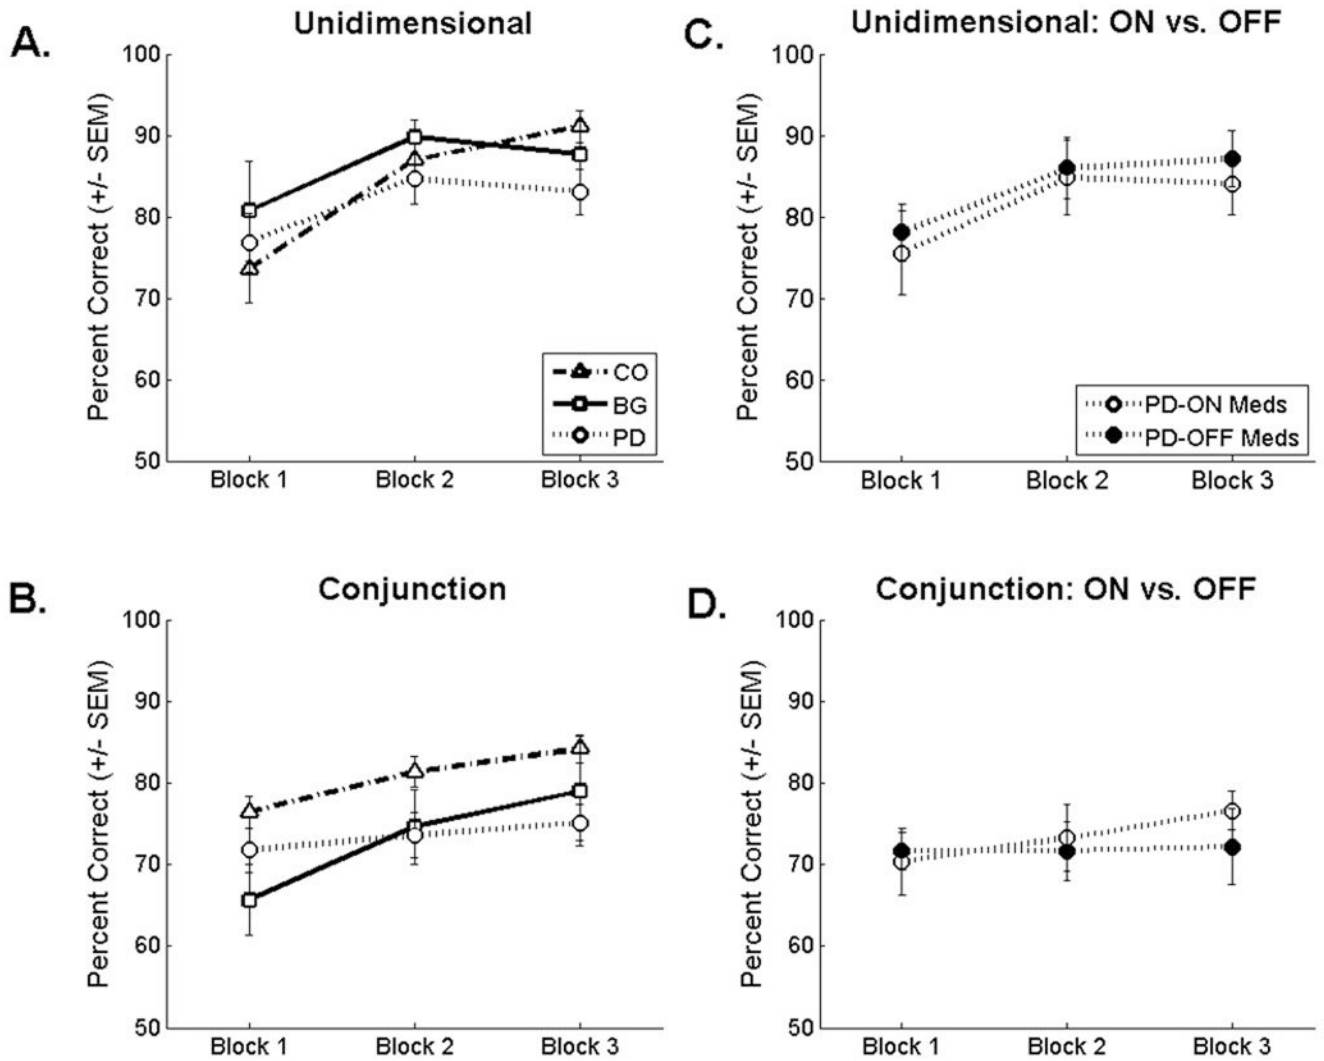 A.
Unidimensional
Percent Correct (+/- SEM)
100
90
80
70
60
50
Block 1
Block 2
Block 3
CO
BG
PD
C.
Unidimensional: ON vs. OFF
Percent Correct (+/- SEM)
100
90
80
70
60
50
Block 1
Block 2
Block 3
PD-ON Meds
PD-OFF Meds
B.
Conjunction
Percent Correct (+/- SEM)
100
90
80
70
60
50
Block 1
Block 2
Block 3
D.
Conjunction: ON vs. OFF
Percent Correct (+/- SEM)
100
90
80
70
60
50
Block 1
Block 2
Block 3